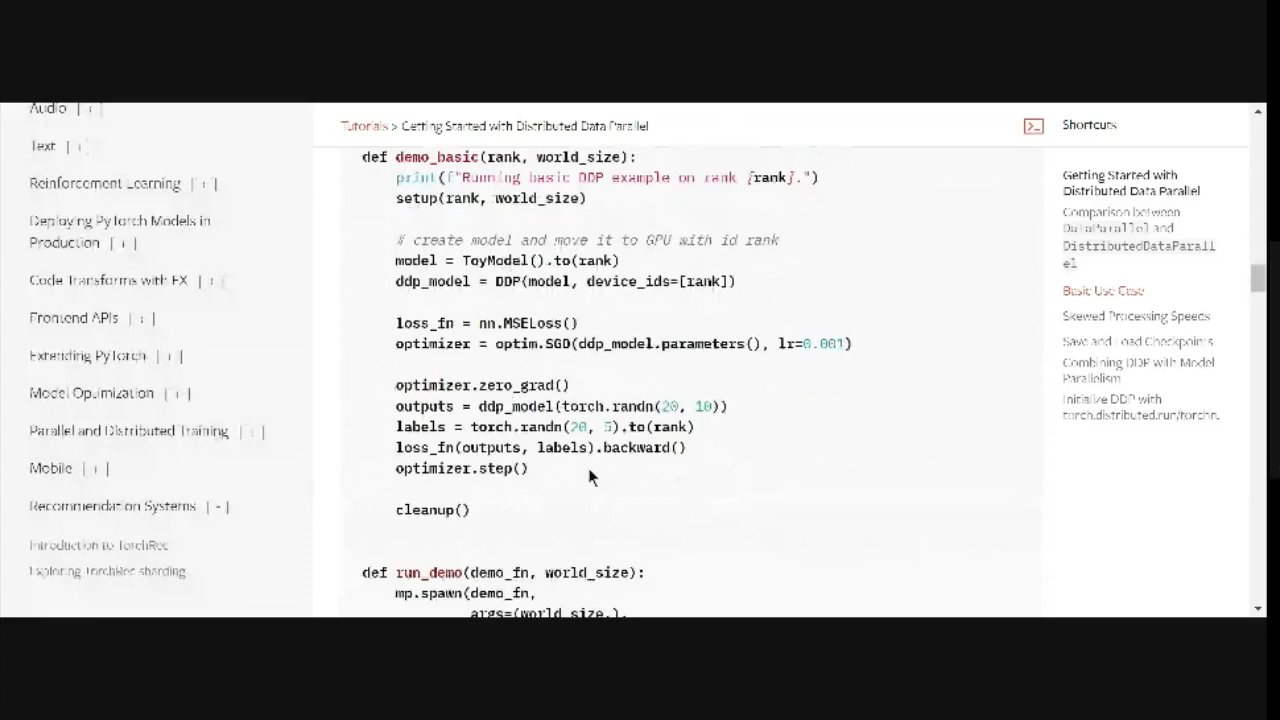 Audio [+]
Text [+]
Reinforcement Learning [+]
Deploying PyTorch Models in
Production [+]
Code Transforms with FX [+]
Frontend APIs [+]
Extending PyTorch [+]
Model Optimization [+]
Parallel and Distributed Training [+]
Mobile [+]
Recommendation Systems [-]
Introduction to TorchRec
Exploring TorchRec sharding
Tutorials > Getting Started with Distributed Data Parallel
def demo_basic(rank, world_size):
print(f"Running basic DDP example on rank {rank}.")
setup(rank, world_size)
# create model and move it to GPU with id rank
model = ToyModel().to(rank)
ddp_model = DDP(model, device_ids=[rank])
loss_fn = nn.MSELoss()
optimizer = optim.SGD(ddp_model.parameters(), lr=0.001)
optimizer.zero_grad()
outputs = ddp_model(torch.randn(20, 10))
labels = torch.randn(20, 5).to(rank)
loss_fn(outputs, labels).backward()
optimizer.step()
cleanup()
def run_demo(demo_fn, world_size):
mp.spawn(demo_fn,
args=(world_size,),
Shortcuts
Getting Started with
Distributed Data Parallel
Comparison between
DataParallel and
DistributedDataParall
el
Basic Use Case
Skewed Processing Speeds
Save and Load Checkpoints
Combining DDP with Model
Parallelism
Initialize DDP with
torch.distributed.run/torchr.